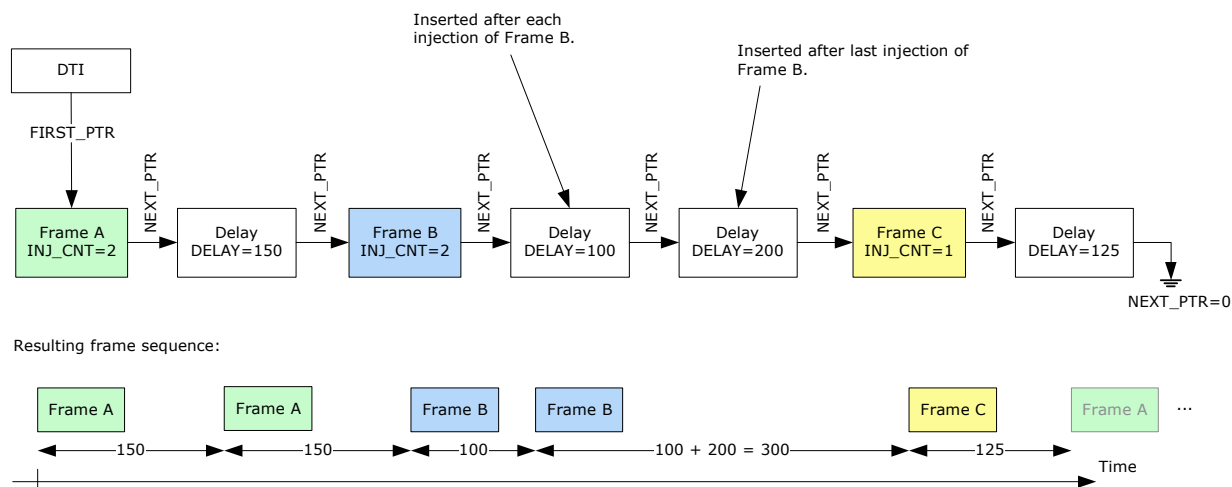 Inserted after each
injection of Frame B.
Inserted after last injection of
Frame B.
DTI
FIRST_PTR
NEXT_PTR
NEXT_PTR
NEXT_PTR
NEXT_PTR
NEXT_PTR
NEXT_PTR
Frame A
INJ_CNT=2
Delay
DELAY=150
Frame B
INJ_CNT=2
Delay
DELAY=100
Delay
DELAY=200
Frame C
INJ_CNT=1
Delay
DELAY=125
NEXT_PTR=0
Resulting frame sequence:
Frame A
Frame A
Frame B
Frame B
Frame C
Frame A
...
150
150
100
100 + 200 = 300
125
Time